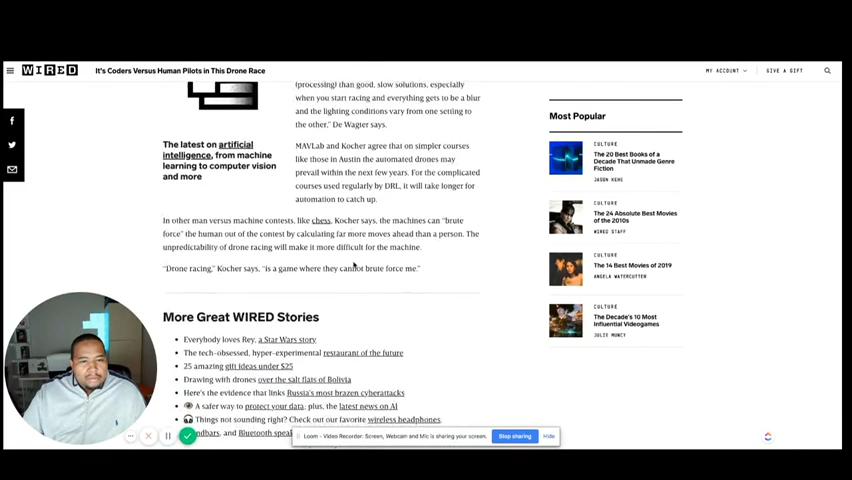 WIRED
It's Coders Versus Human Pilots in This Drone Race
MY ACCOUNT
GIVE A GIFT
(processing) than good, slow solutions, especially
when you start racing and everything gets to be a blur
and the lighting conditions vary from one setting to
the other," De Wagter says.
The latest on artificial
intelligence, from machine
learning to computer vision
and more
MAVLab and Kocher agree that on simpler courses
like those in Austin the automated drones may
prevail within the next few years. For the complicated
courses used regularly by DRL, it will take longer for
automation to catch up.
In other man versus machine contests, like chess, Kocher says, the machines can "brute
force" the human out of the contest by calculating far more moves ahead than a person. The
unpredictability of drone racing will make it more difficult for the machine.
"Drone racing," Kocher says, "is a game where they cannot brute force me."
More Great WIRED Stories
Everybody loves Rey, a Star Wars story
The tech-obsessed, hyper-experimental restaurant of the future
25 amazing gift ideas under $25
Drawing with drones over the salt flats of Bolivia
Here's the evidence that links Russia's most brazen cyberattacks
A safer way to protect your data; plus, the latest news on AI
Things not sounding right? Check out our favorite wireless headphones,
ndbars, and Bluetooth speak
Loom - Video Recorder: Screen, Webcam and Mic is sharing your screen.
Stop sharing
Hide
Most Popular
CULTURE
The 20 Best Books of a
Decade That Unmade Genre
Fiction
JASON KEHE
CULTURE
The 24 Absolute Best Movies
of the 2010s
WIRED STAFF
CULTURE
The 14 Best Movies of 2019
ANGELA WATERCUTTER
CULTURE
The Decade's 10 Most
Influential Videogames
JULIE MUNCY